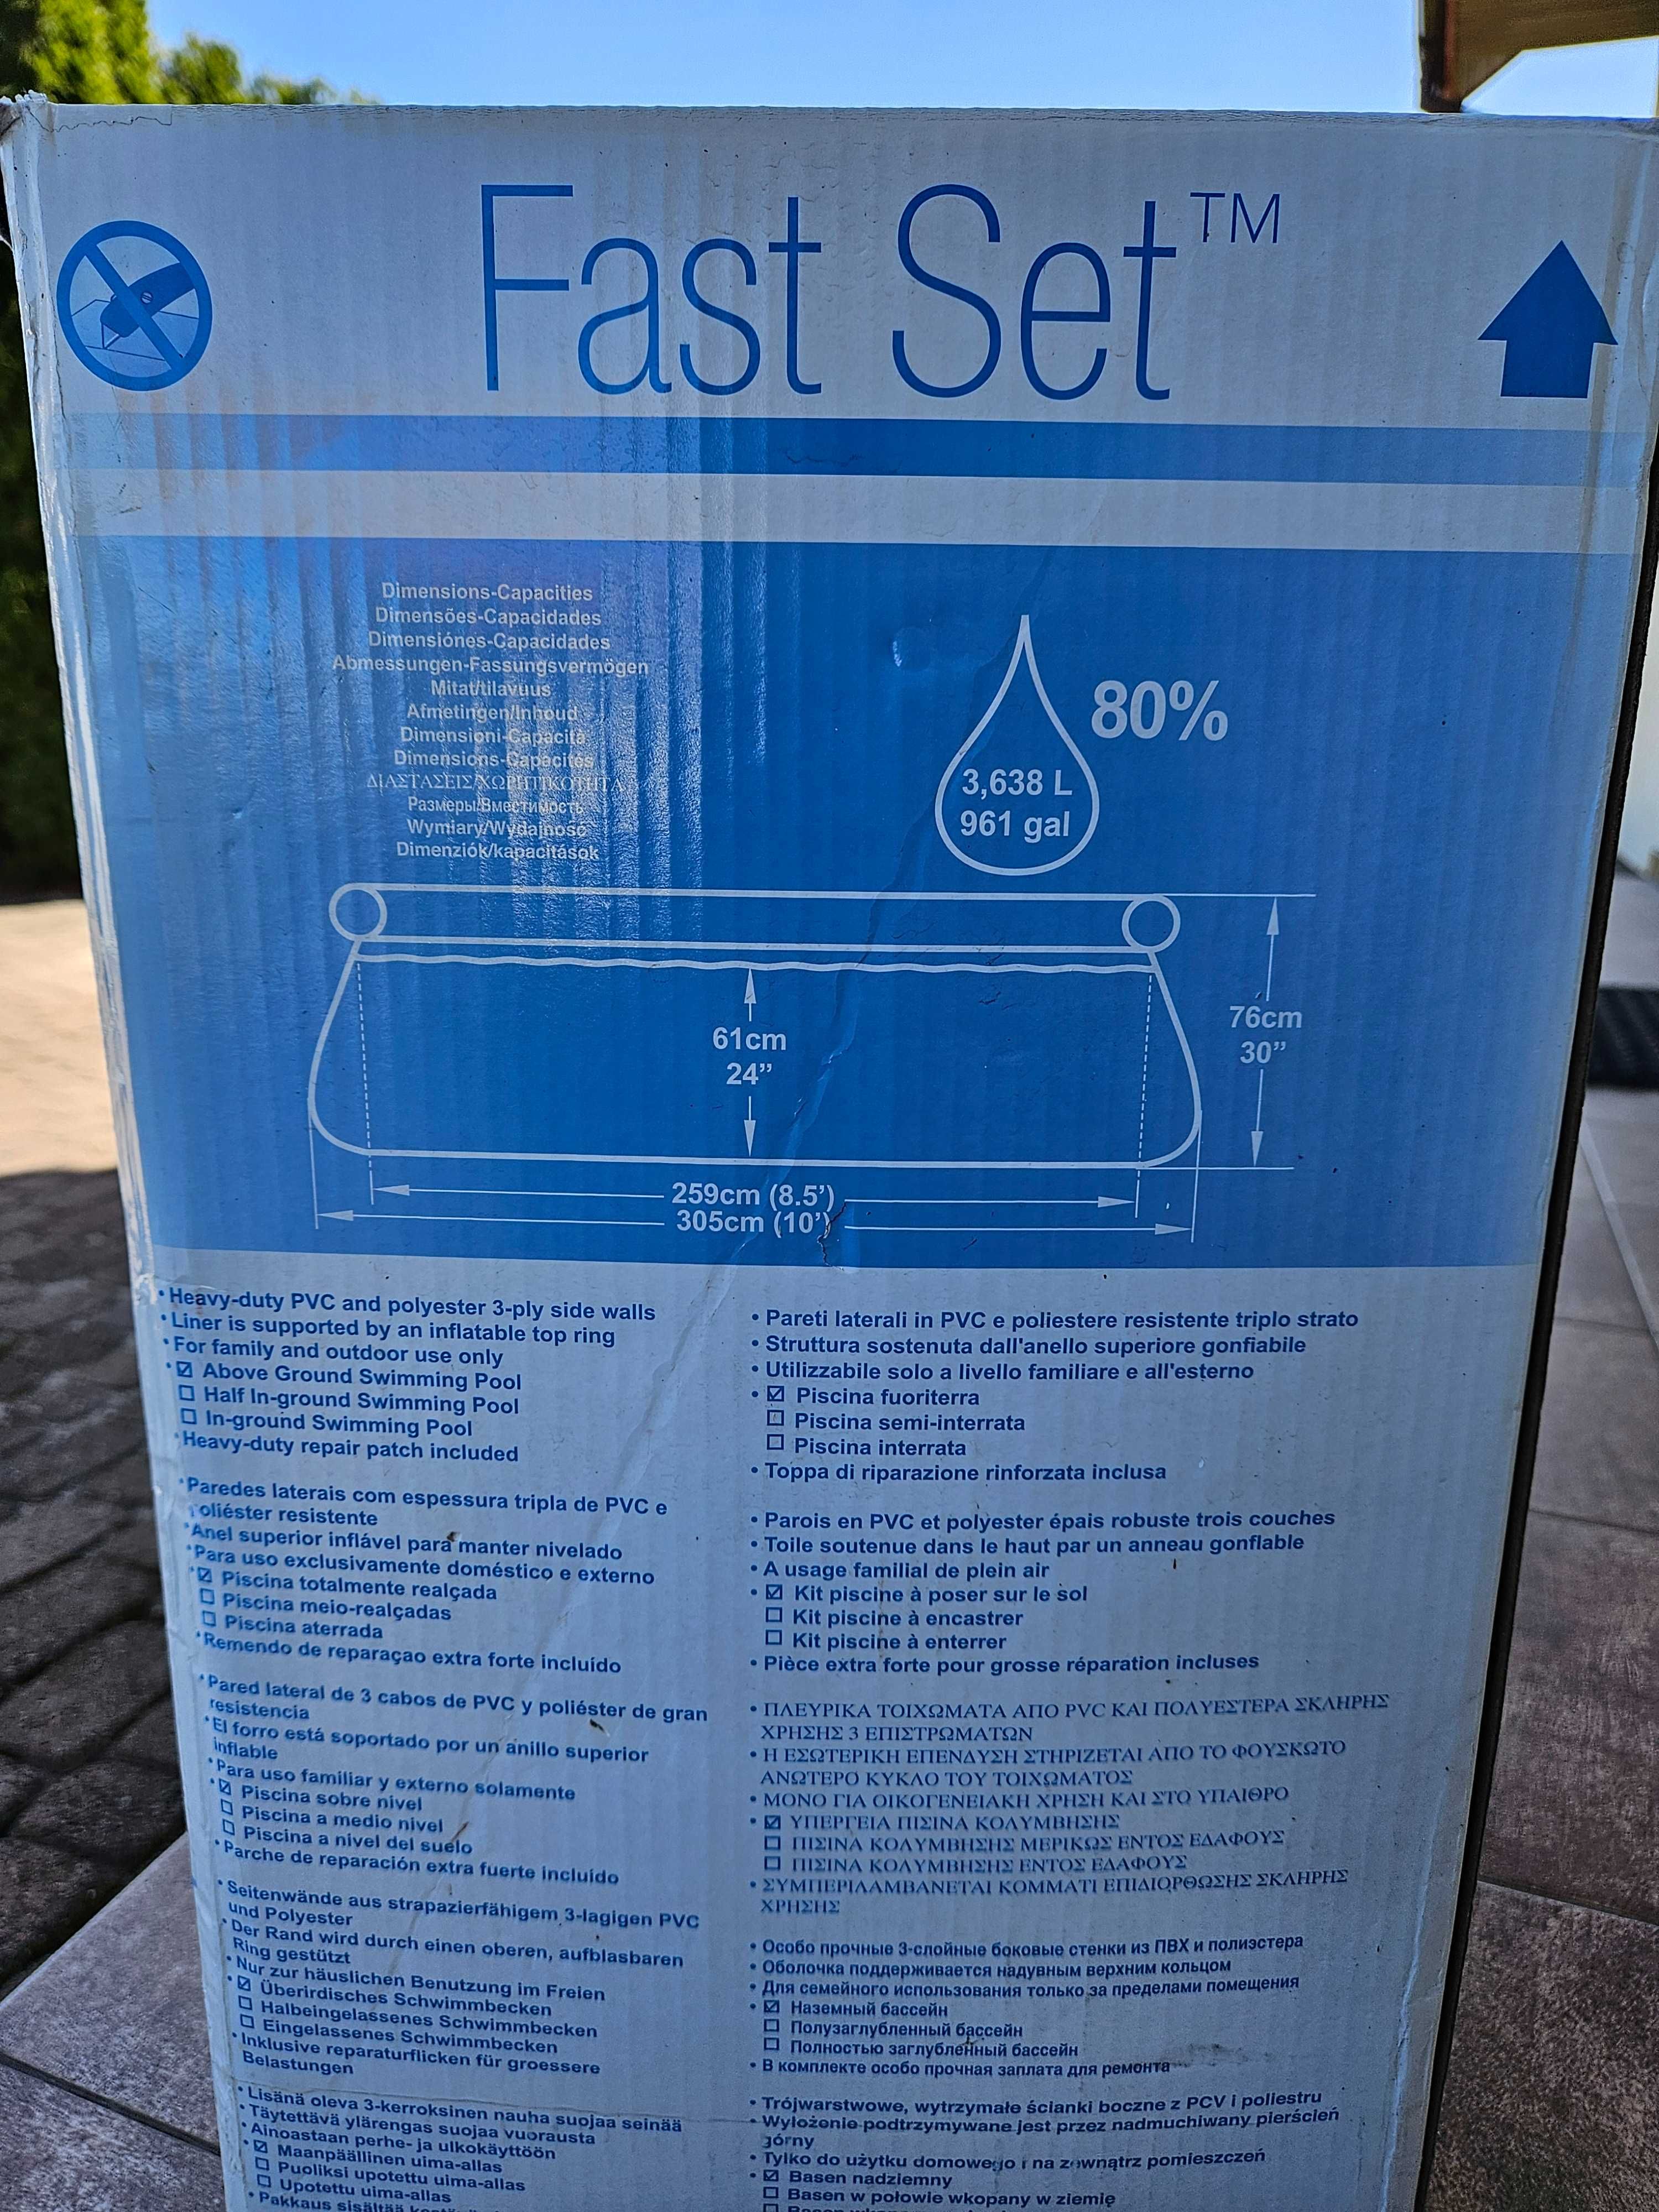 Fast Set™
Dimensions-Capacities
Dimensões-Capacidades
Dimensiónes-Capacidades
Abmessungen-Fassungsvermögen
Mitat/tilavuus
Afmetingen/Inhoud
Dimensioni-Capacità
Dimensions-Capacités
ΔΙΑΣΤΑΣΕΙΣ/ΧΩΡΗΤΙΚΟΤΗΤΑ
Размеры/Вместимость
Wymiary/Wydajność
Dimenziók/kapacitások
80%
3,638 L
961 gal
61cm
24”
76cm
30”
259cm (8.5’)
305cm (10’)
• Heavy-duty PVC and polyester 3-ply side walls
• Liner is supported by an inflatable top ring
• For family and outdoor use only
• ☑ Above Ground Swimming Pool
☐ Half In-ground Swimming Pool
☐ In-ground Swimming Pool
• Heavy-duty repair patch included
• Paredes laterais com espessura tripla de PVC e
poliéster resistente
• Anel superior inflável para manter nivelado
• Para uso exclusivamente doméstico e externo
• ☑ Piscina totalmente realçada
☐ Piscina meio-realçadas
☐ Piscina aterrada
• Remendo de reparaçao extra forte incluído
• Pared lateral de 3 cabos de PVC y poliéster de gran
resistencia
• El forro está soportado por un anillo superior
inflable
• Para uso familiar y externo solamente
• ☑ Piscina sobre nivel
☐ Piscina a medio nivel
☐ Piscina a nivel del suelo
• Parche de reparación extra fuerte incluído
• Seitenwände aus strapazierfähigem 3-lagigen PVC
und Polyester
• Der Rand wird durch einen oberen, aufblasbaren
Ring gestützt
• Nur zur häuslichen Benutzung im Freien
• ☑ Überirdisches Schwimmbecken
☐ Halbeingelassenes Schwimmbecken
☐ Eingelassenes Schwimmbecken
• Inklusive reparaturflicken für groessere
Belastungen
• Lisänä oleva 3-kerroksinen nauha suojaa seinää
• Täytettävä ylärengas suojaa vuorausta
• Ainoastaan perhe- ja ulkokäyttöön
• ☑ Maanpäällinen uima-allas
☐ Puoliksi upotettu uima-allas
☐ Upotettu uima-allas
• Pakkaus sisältää
• Pareti laterali in PVC e poliestere resistente triplo strato
• Struttura sostenuta dall'anello superiore gonfiabile
• Utilizzabile solo a livello familiare e all'esterno
• ☑ Piscina fuoriterra
☐ Piscina semi-interrata
☐ Piscina interrata
• Toppa di riparazione rinforzata inclusa
• Parois en PVC et polyester épais robuste trois couches
• Toile soutenue dans le haut par un anneau gonflable
• A usage familial de plein air
• ☑ Kit piscine à poser sur le sol
☐ Kit piscine à encastrer
☐ Kit piscine à enterrer
• Pièce extra forte pour grosse réparation incluses
• ΠΛΕΥΡΙΚΑ ΤΟΙΧΩΜΑΤΑ ΑΠΟ PVC ΚΑΙ ΠΟΛΥΕΣΤΕΡΑ ΣΚΛΗΡΗΣ
ΧΡΗΣΗΣ 3 ΕΠΙΣΤΡΩΜΑΤΩΝ
• Η ΕΣΩΤΕΡΙΚΗ ΕΠΕΝΔΥΣΗ ΣΤΗΡΙΖΕΤΑΙ ΑΠΟ ΤΟ ΦΟΥΣΚΩΤΟ
ΑΝΩΤΕΡΟ ΚΥΚΛΟ ΤΟΥ ΤΟΙΧΩΜΑΤΟΣ
• ΜΟΝΟ ΓΙΑ ΟΙΚΟΓΕΝΕΙΑΚΗ ΧΡΗΣΗ ΚΑΙ ΣΤΟ ΥΠΑΙΘΡΟ
• ☑ ΥΠΕΡΓΕΙΑ ΠΙΣΙΝΑ ΚΟΛΥΜΒΗΣΗΣ
☐ ΠΙΣΙΝΑ ΚΟΛΥΜΒΗΣΗΣ ΜΕΡΙΚΩΣ ΕΝΤΟΣ ΕΔΑΦΟΥΣ
☐ ΠΙΣΙΝΑ ΚΟΛΥΜΒΗΣΗΣ ΕΝΤΟΣ ΕΔΑΦΟΥΣ
• ΣΥΜΠΕΡΙΛΑΜΒΑΝΕΤΑΙ ΚΟΜΜΑΤΙ ΕΠΙΔΙΟΡΘΩΣΗΣ ΣΚΛΗΡΗΣ
ΧΡΗΣΗΣ
• Особо прочные 3-слойные боковые стенки из ПВХ и полиэстера
• Оболочка поддерживается надувным верхним кольцом
• Для семейного использования только за пределами помещения
• ☑ Наземный бассейн
☐ Полузаглубленный бассейн
☐ Полностью заглубленный бассейн
• В комплекте особо прочная заплата для ремонта
• Trójwarstwowe, wytrzymałe ścianki boczne z PCV i poliestru
• Wyłożenie podtrzymywane jest przez nadmuchiwany pierścień
górny
• Tylko do użytku domowego i na zewnątrz pomieszczeń
• ☑ Basen nadziemny
☐ Basen w połowie wkopany w ziemię